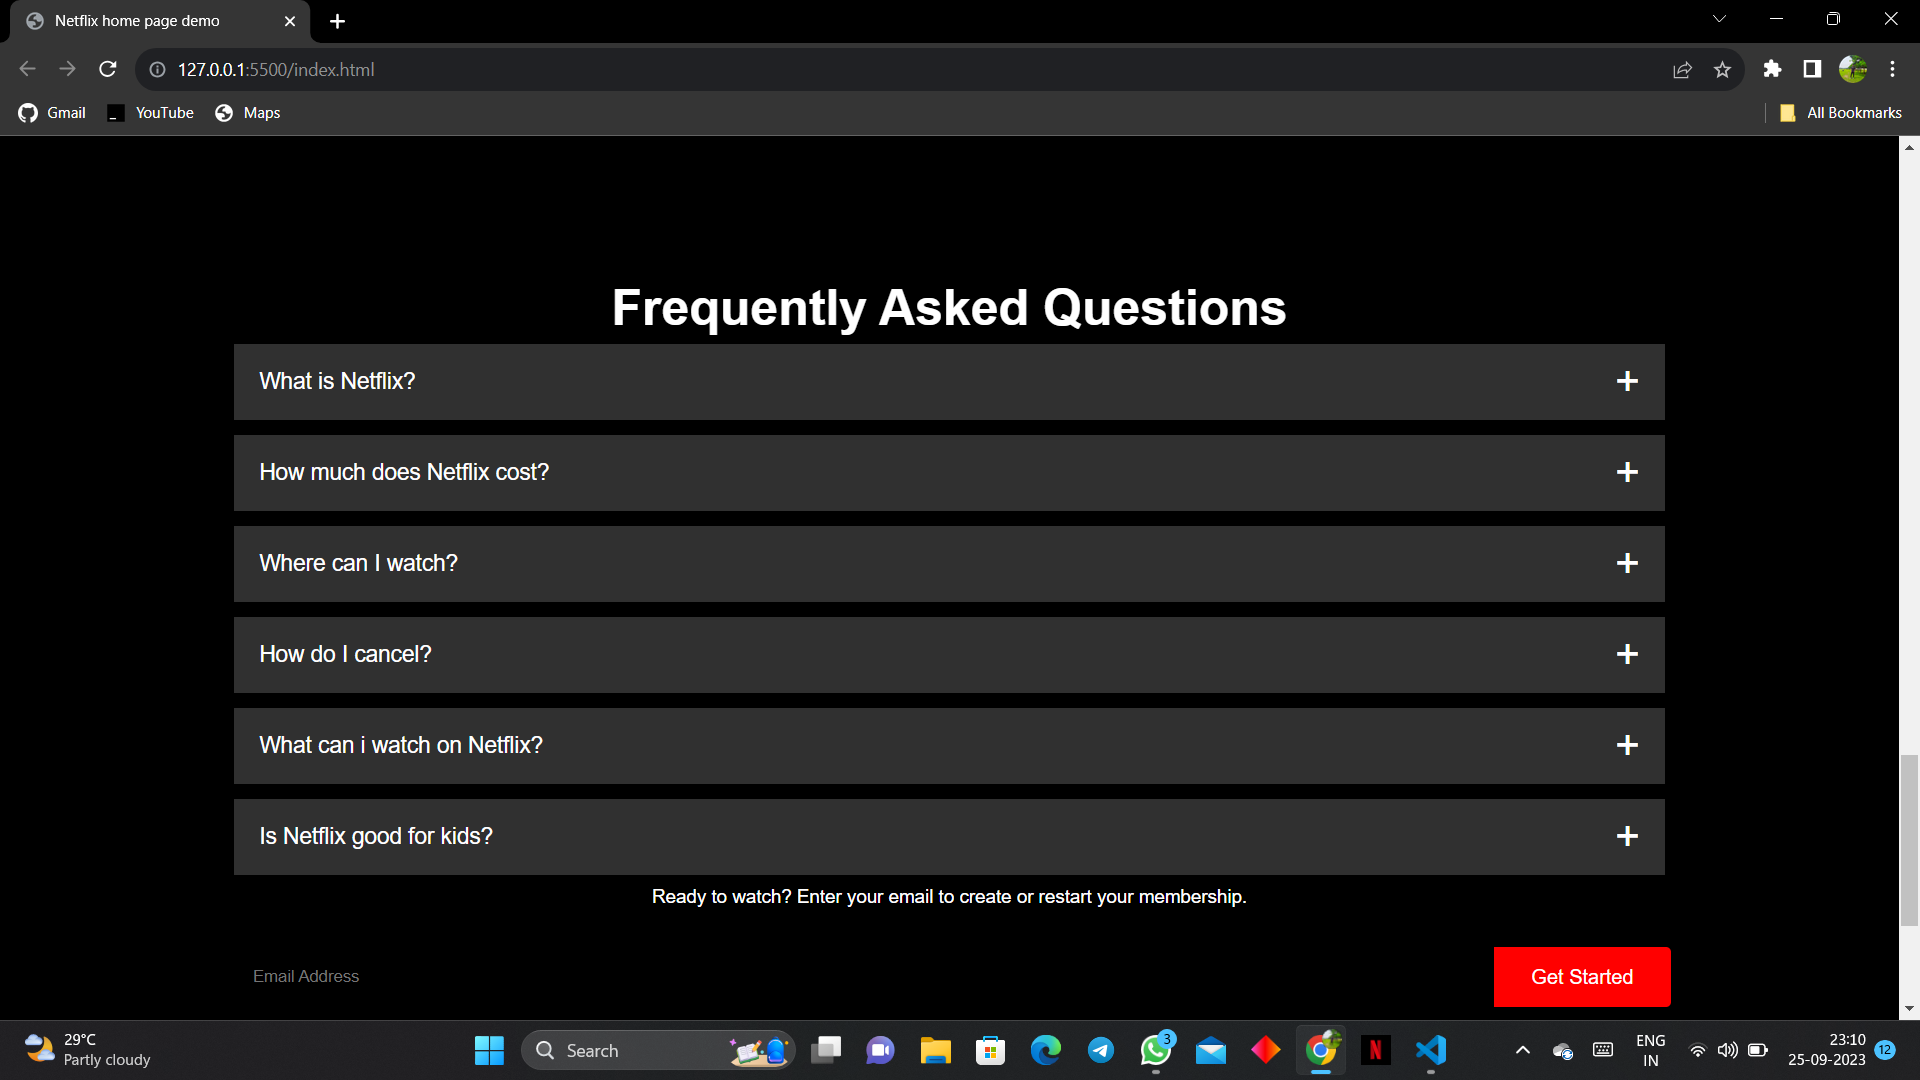 Netflix home page demo
127.0.0.1:5500/index.html
Gmail YouTube Maps All Bookmarks
Frequently Asked Questions
What is Netflix? +
How much does Netflix cost? +
Where can I watch? +
How do I cancel? +
What can i watch on Netflix? +
Is Netflix good for kids? +
Ready to watch? Enter your email to create or restart your membership.
Email Address Get Started
29°C
Partly cloudy
Search
3
N
ENG
IN
23:10
25-09-2023
12